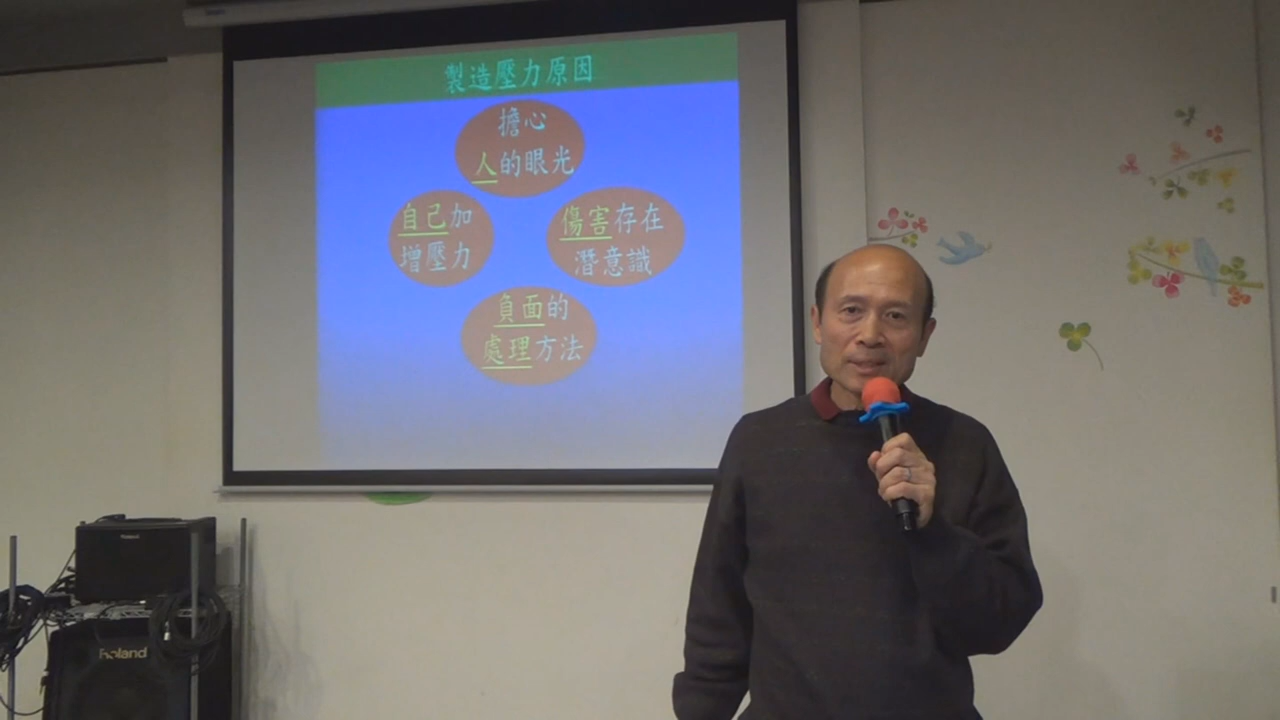 製造壓力原因
擔心
人的眼光
自己加
增壓力
傷害存在
潛意識
負面的
處理方法
Roland
Roland